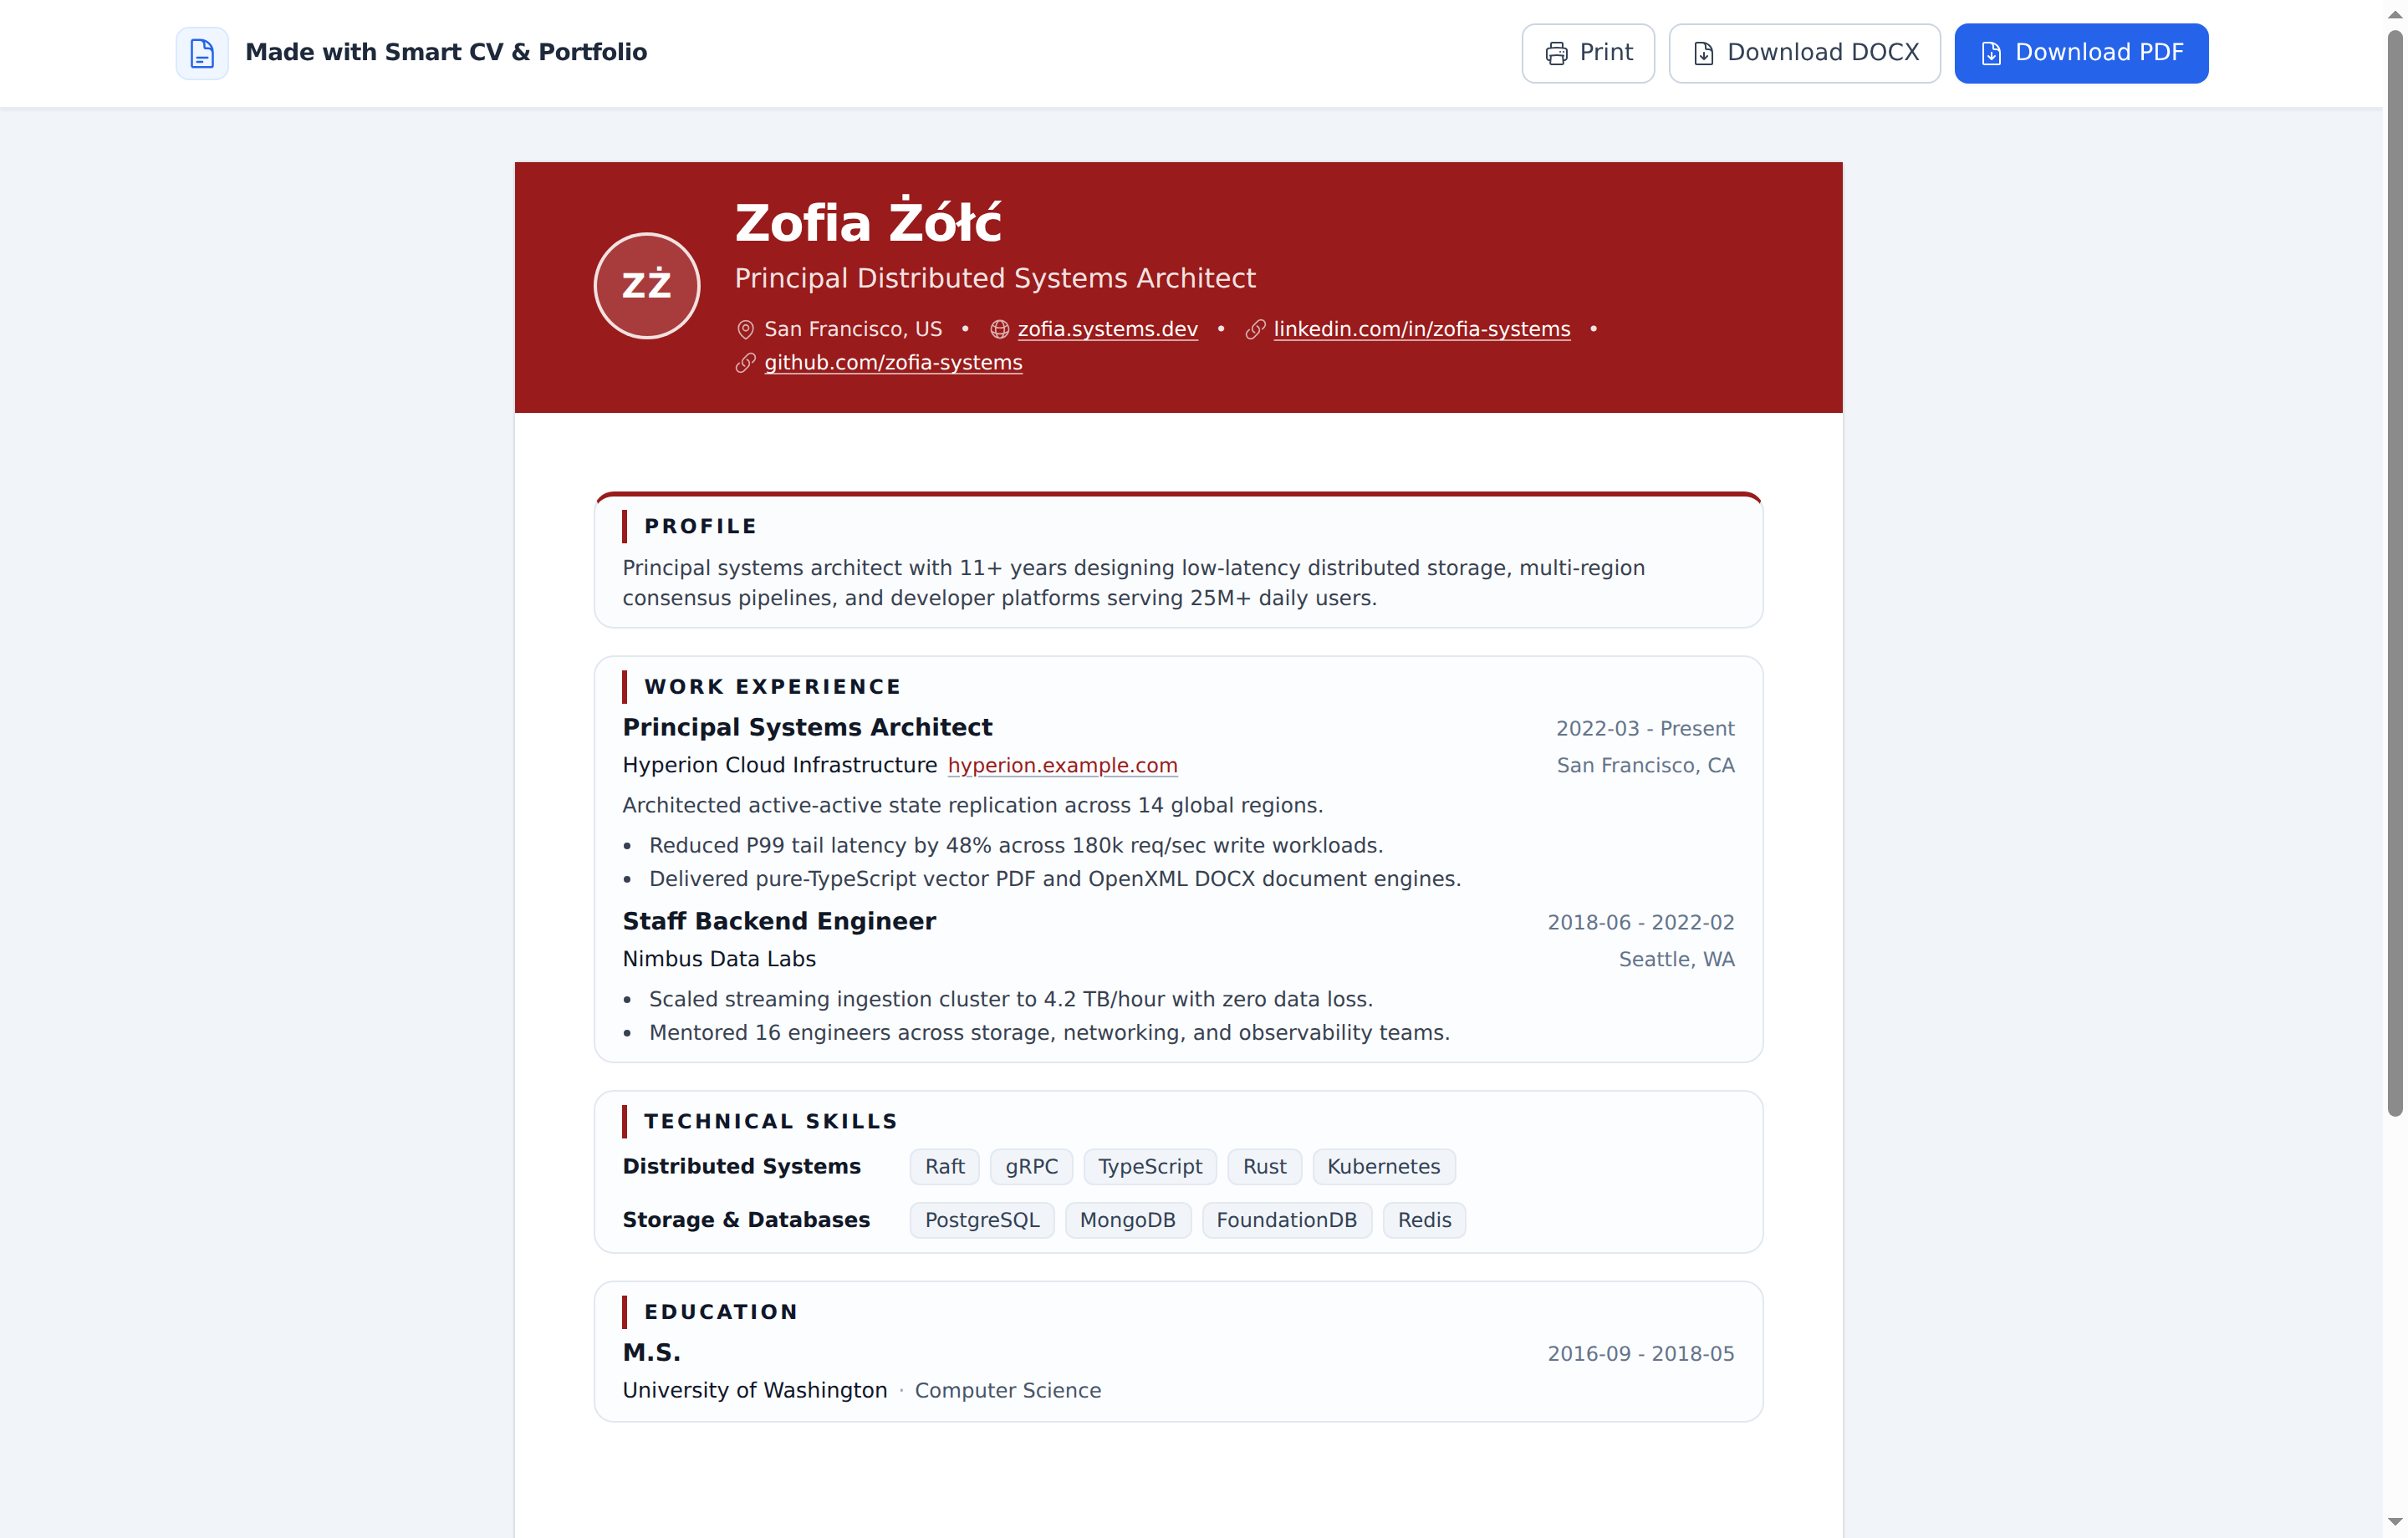 Made with Smart CV & Portfolio
Print
Download DOCX
Download PDF
ZŻ
Zofia Żółć
Principal Distributed Systems Architect
San Francisco, US • zofia.systems.dev • linkedin.com/in/zofia-systems •
github.com/zofia-systems
PROFILE
Principal systems architect with 11+ years designing low-latency distributed storage, multi-region
consensus pipelines, and developer platforms serving 25M+ daily users.
WORK EXPERIENCE
Principal Systems Architect 2022-03 - Present
Hyperion Cloud Infrastructure hyperion.example.com San Francisco, CA
Architected active-active state replication across 14 global regions.
• Reduced P99 tail latency by 48% across 180k req/sec write workloads.
• Delivered pure-TypeScript vector PDF and OpenXML DOCX document engines.
Staff Backend Engineer 2018-06 - 2022-02
Nimbus Data Labs Seattle, WA
• Scaled streaming ingestion cluster to 4.2 TB/hour with zero data loss.
• Mentored 16 engineers across storage, networking, and observability teams.
TECHNICAL SKILLS
Distributed Systems Raft gRPC TypeScript Rust Kubernetes
Storage & Databases PostgreSQL MongoDB FoundationDB Redis
EDUCATION
M.S. 2016-09 - 2018-05
University of Washington · Computer Science